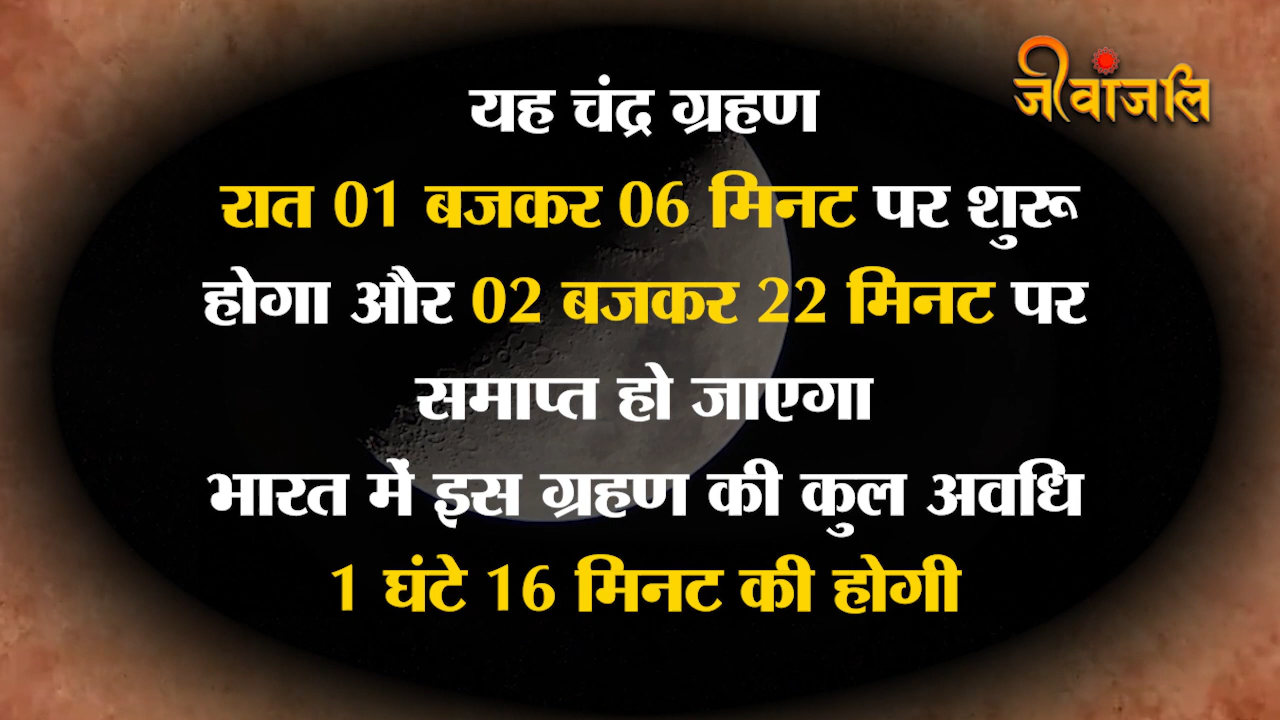 जीवांजलि
यह चंद्र ग्रहण
रात 01 बजकर 06 मिनट पर शुरू
होगा और 02 बजकर 22 मिनट पर
समाप्त हो जाएगा
भारत में इस ग्रहण की कुल अवधि
1 घंटे 16 मिनट की होगी